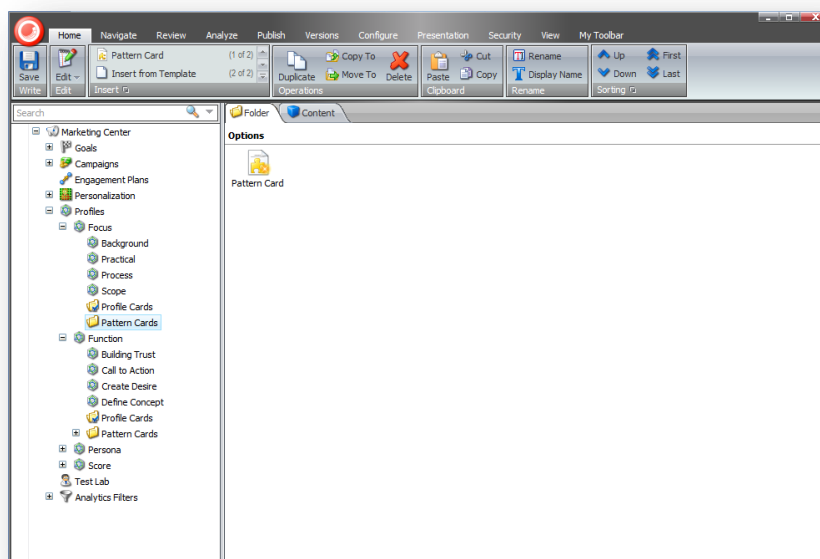 Home Navigate Review Analyze Publish Versions Configure Presentation Security View My Toolbar
Pattern Card (1 of 2) Copy To Cut Rename Up First
Save Edit Insert from Template (2 of 2) Duplicate Move To Delete Paste Copy Display Name Down Last
Write Edit Insert Operations Clipboard Rename Sorting
Search Folder Content
Marketing Center Options
Goals
Campaigns
Engagement Plans Pattern Card
Personalization
Profiles
Focus
Background
Practical
Process
Scope
Profile Cards
Pattern Cards
Function
Building Trust
Call to Action
Create Desire
Define Concept
Profile Cards
Pattern Cards
Persona
Score
Test Lab
Analytics Filters